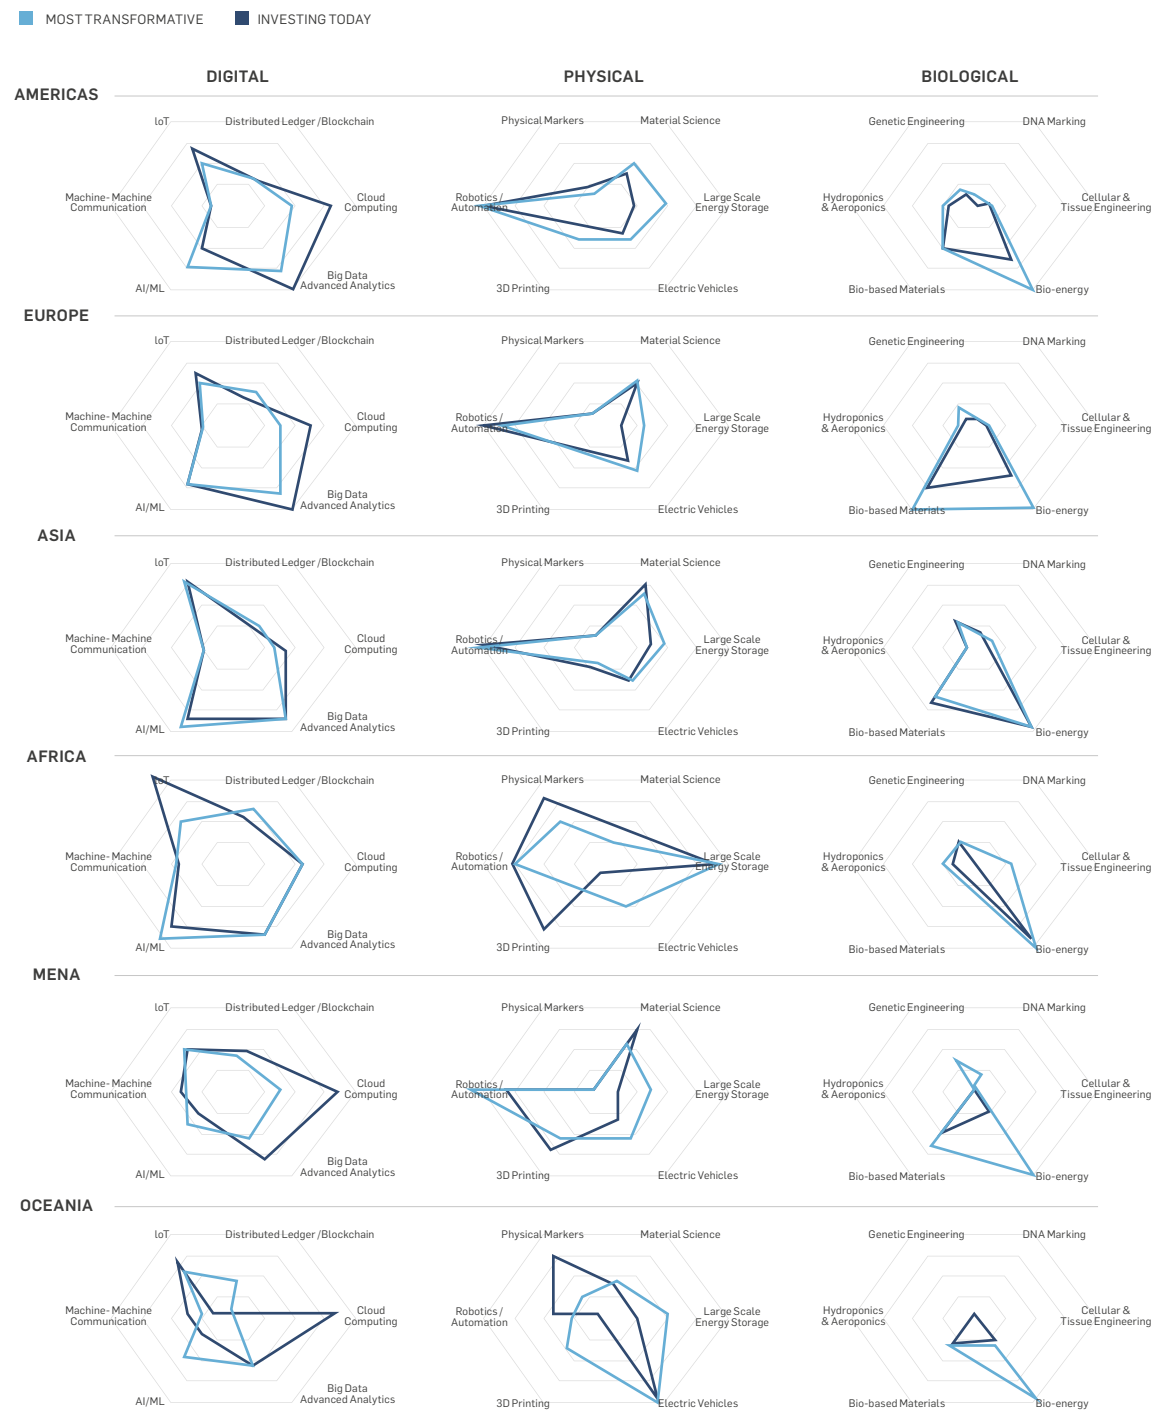 MOST TRANSFORMATIVE INVESTING TODAY
DIGITAL PHYSICAL BIOLOGICAL
AMERICAS
IoT Distributed Ledger/Blockchain Physical Markers Material Science Genetic Engineering DNA Marking
Machine-Machine Cloud Robotics/ Large Scale Hydroponics Cellular &
Communication Computing Automation Energy Storage & Aeroponics Tissue Engineering
Big Data
AI/ML Advanced Analytics 3D Printing Electric Vehicles Bio-based Materials Bio-energy
EUROPE
IoT Distributed Ledger/Blockchain Physical Markers Material Science Genetic Engineering DNA Marking
Machine-Machine Cloud Robotics/ Large Scale Hydroponics Cellular &
Communication Computing Automation Energy Storage & Aeroponics Tissue Engineering
Big Data
AI/ML Advanced Analytics 3D Printing Electric Vehicles Bio-based Materials Bio-energy
ASIA
IoT Distributed Ledger/Blockchain Physical Markers Material Science Genetic Engineering DNA Marking
Machine-Machine Cloud Robotics/ Large Scale Hydroponics Cellular &
Communication Computing Automation Energy Storage & Aeroponics Tissue Engineering
Big Data
AI/ML Advanced Analytics 3D Printing Electric Vehicles Bio-based Materials Bio-energy
AFRICA
IoT Distributed Ledger/Blockchain Physical Markers Material Science Genetic Engineering DNA Marking
Machine-Machine Cloud Robotics/ Large Scale Hydroponics Cellular &
Communication Computing Automation Energy Storage & Aeroponics Tissue Engineering
Big Data
AI/ML Advanced Analytics 3D Printing Electric Vehicles Bio-based Materials Bio-energy
MENA
IoT Distributed Ledger/Blockchain Physical Markers Material Science Genetic Engineering DNA Marking
Machine-Machine Cloud Robotics/ Large Scale Hydroponics Cellular &
Communication Computing Automation Energy Storage & Aeroponics Tissue Engineering
Big Data
AI/ML Advanced Analytics 3D Printing Electric Vehicles Bio-based Materials Bio-energy
OCEANIA
IoT Distributed Ledger/Blockchain Physical Markers Material Science Genetic Engineering DNA Marking
Machine-Machine Cloud Robotics/ Large Scale Hydroponics Cellular &
Communication Computing Automation Energy Storage & Aeroponics Tissue Engineering
Big Data
AI/ML Advanced Analytics 3D Printing Electric Vehicles Bio-based Materials Bio-energy